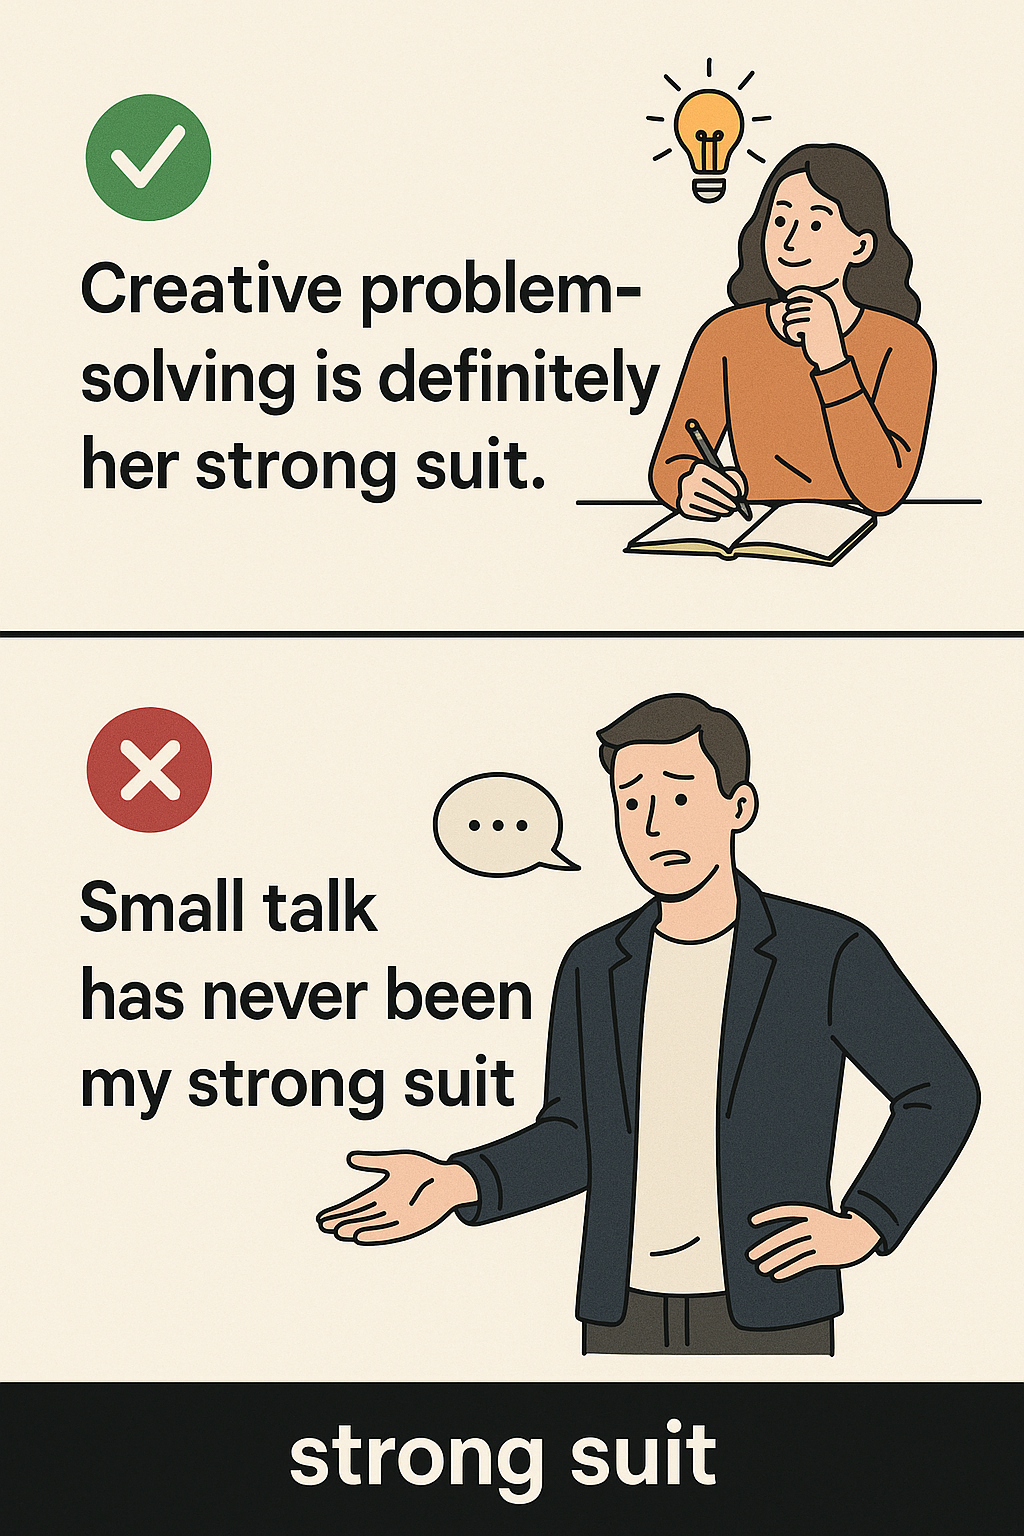 Creative problem-
solving is definitely
her strong suit.
Small talk
has never been
my strong suit
strong suit